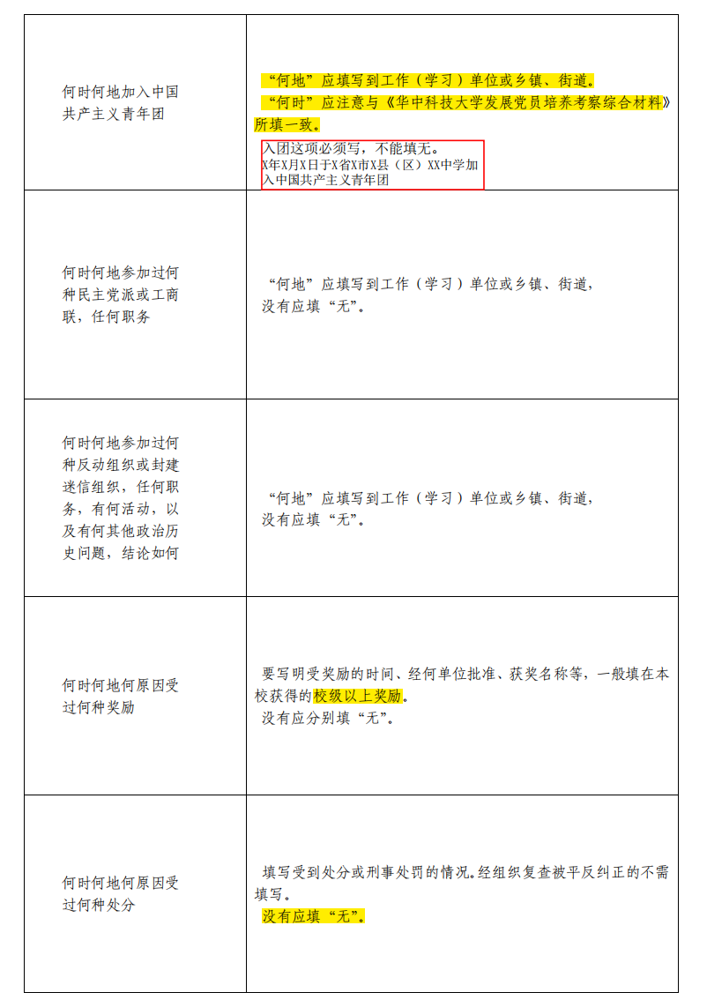 何时何地加入中国
共产主义青年团
“何地”应填写到工作（学习）单位或乡镇、街道。
“何时”应注意与《华中科技大学发展党员培养考察综合材料》
所填一致。
入团这项必须写，不能填无。
X年X月X日于X省X市X县（区）XX中学加
入中国共产主义青年团
何时何地参加过何
种民主党派或工商
联，任何职务
“何地”应填写到工作（学习）单位或乡镇、街道，
没有应填“无”。
何时何地参加过何
种反动组织或封建
迷信组织，任何职
务，有何活动，以
及有何其他政治历
史问题，结论如何
“何地”应填写到工作（学习）单位或乡镇、街道，
没有应填“无”。
何时何地何原因受
过何种奖励
要写明受奖励的时间、经何单位批准、获奖名称等，一般填在本
校获得的校级以上奖励。
没有应分别填“无”。
何时何地何原因受
过何种处分
填写受到处分或刑事处罚的情况。经组织复查被平反纠正的不需
填写。
没有应填“无”。